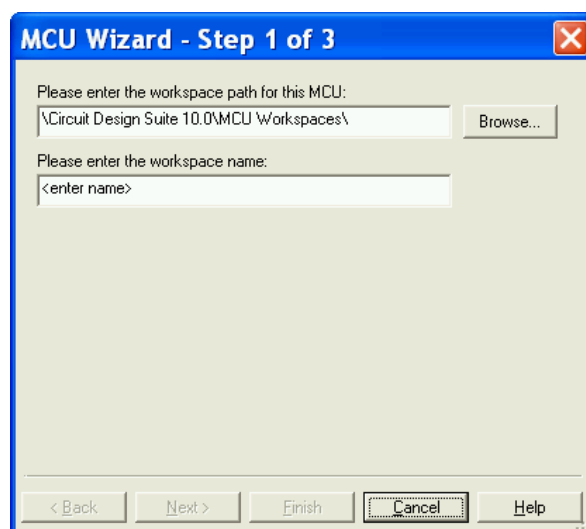 MCU Wizard - Step 1 of 3
Please enter the workspace path for this MCU:
\Circuit Design Suite 10.0\MCU Workspaces\
Browse...
Please enter the workspace name:
<enter name>
< Back Next > Finish Cancel Help